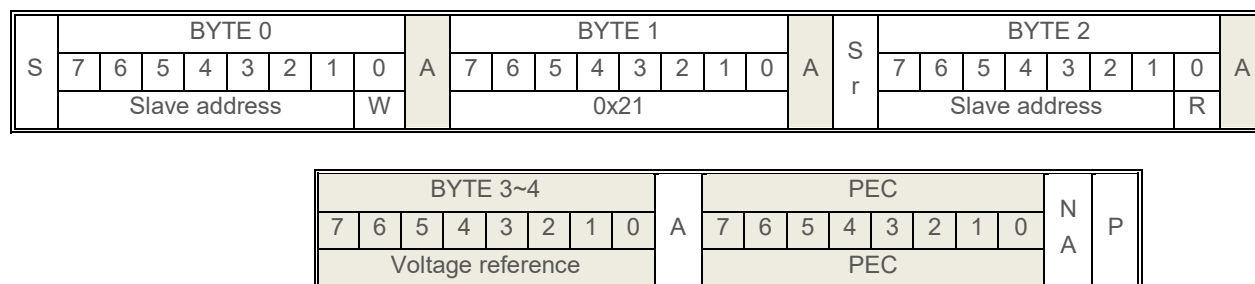 BYTE 0 BYTE 1 BYTE 2
S 7 6 5 4 3 2 1 0 A 7 6 5 4 3 2 1 0 A Sr 7 6 5 4 3 2 1 0 A
Slave address W 0x21 Slave address R
BYTE 3~4 PEC
7 6 5 4 3 2 1 0 A 7 6 5 4 3 2 1 0 NA P
Voltage reference PEC